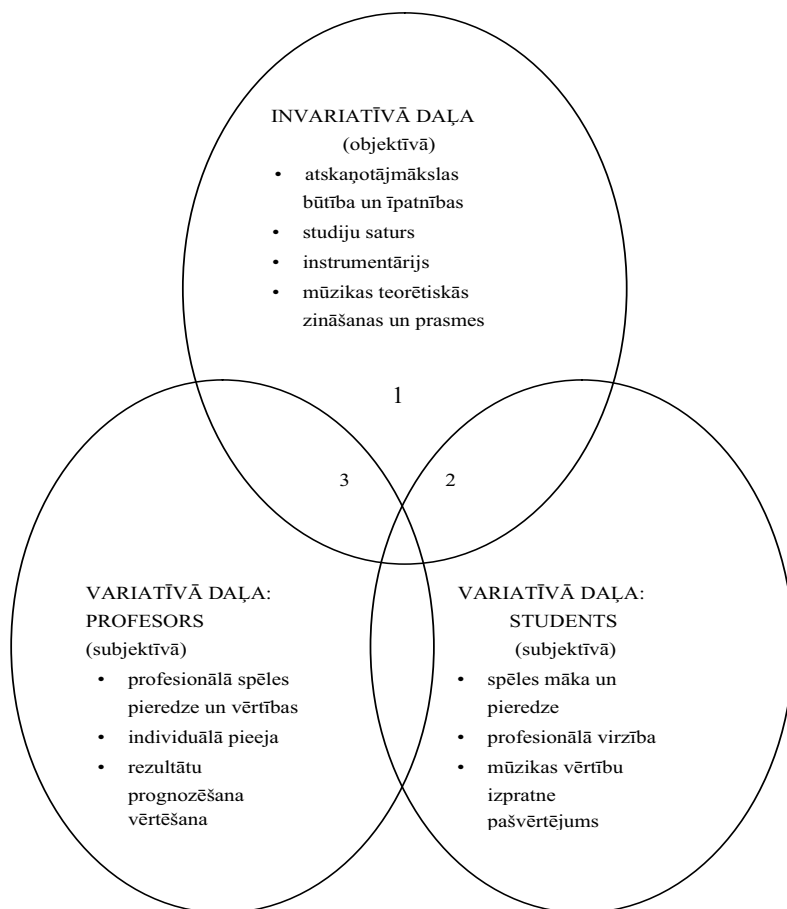 INVARIATĪVĀ DAĻA
(objektīvā)
• atskaņotājmākslas
būtība un īpatnības
• studiju saturs
• instrumentārijs
• mūzikas teorētiskās
zināšanas un prasmes
1
3
2
VARIATĪVĀ DAĻA:
PROFESORS
(subjektīvā)
• profesionālā spēles
pieredze un vērtības
• individuālā pieeja
• rezultātu
prognozēšana
vērtēšana
VARIATĪVĀ DAĻA:
STUDENTS
(subjektīvā)
• spēles māka un
pieredze
• profesionālā virzība
• mūzikas vērtību
izpratne
pašvērtējums